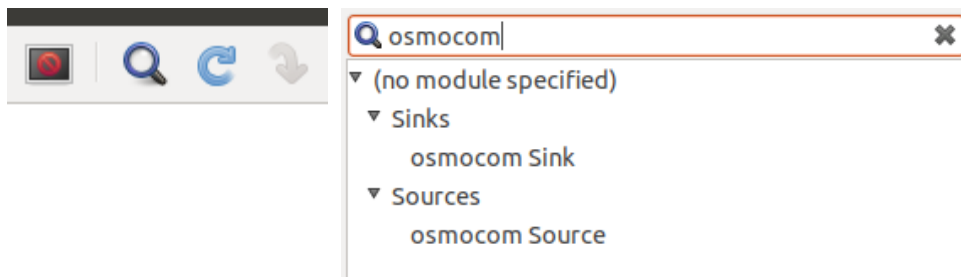 osmocom
(no module specified)
Sinks
osmocom Sink
Sources
osmocom Source